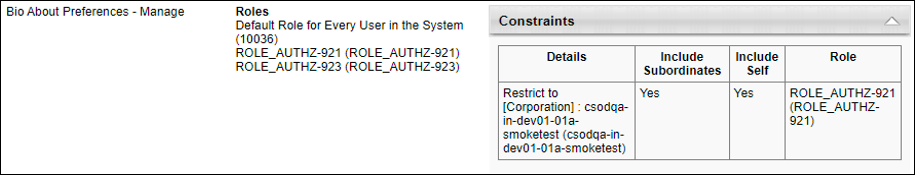 Bio About Preferences - Manage
Roles
Default Role for Every User in the System
(10036)
ROLE_AUTHZ-921 (ROLE_AUTHZ-921)
ROLE_AUTHZ-923 (ROLE_AUTHZ-923)
Constraints
Details
Include
Subordinates
Include
Self
Role
Restrict to
[Corporation] : csodqa-
in-dev01-01a-
smoketest (csodqa-in-
dev01-01a-smoketest)
Yes
Yes
ROLE_AUTHZ-921
(ROLE_AUTHZ-
921)